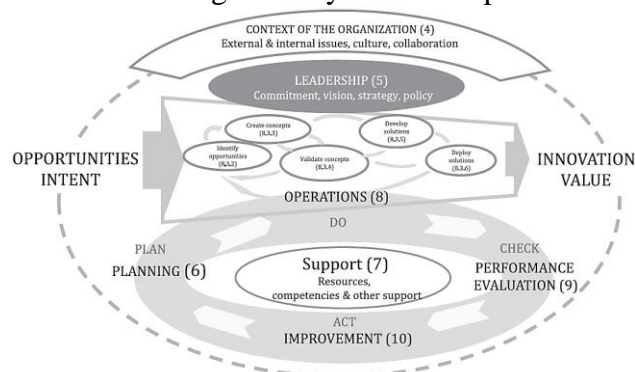 CONTEXT OF THE ORGANIZATION (4)
External & internal issues, culture, collaboration
LEADERSHIP (5)
Commitment, vision, strategy, policy
Create concepts
(8.3.3)
Develop
solutions
(8.3.5)
Identify
opportunities
(8.3.2)
Validate concepts
(8.3.4)
Deploy
solutions
(8.3.6)
OPPORTUNITIES
INTENT
INNOVATION
VALUE
OPERATIONS (8)
DO
PLAN
PLANNING (6)
CHECK
PERFORMANCE
EVALUATION (9)
Support (7)
Resources,
competencies & other support
ACT
IMPROVEMENT (10)